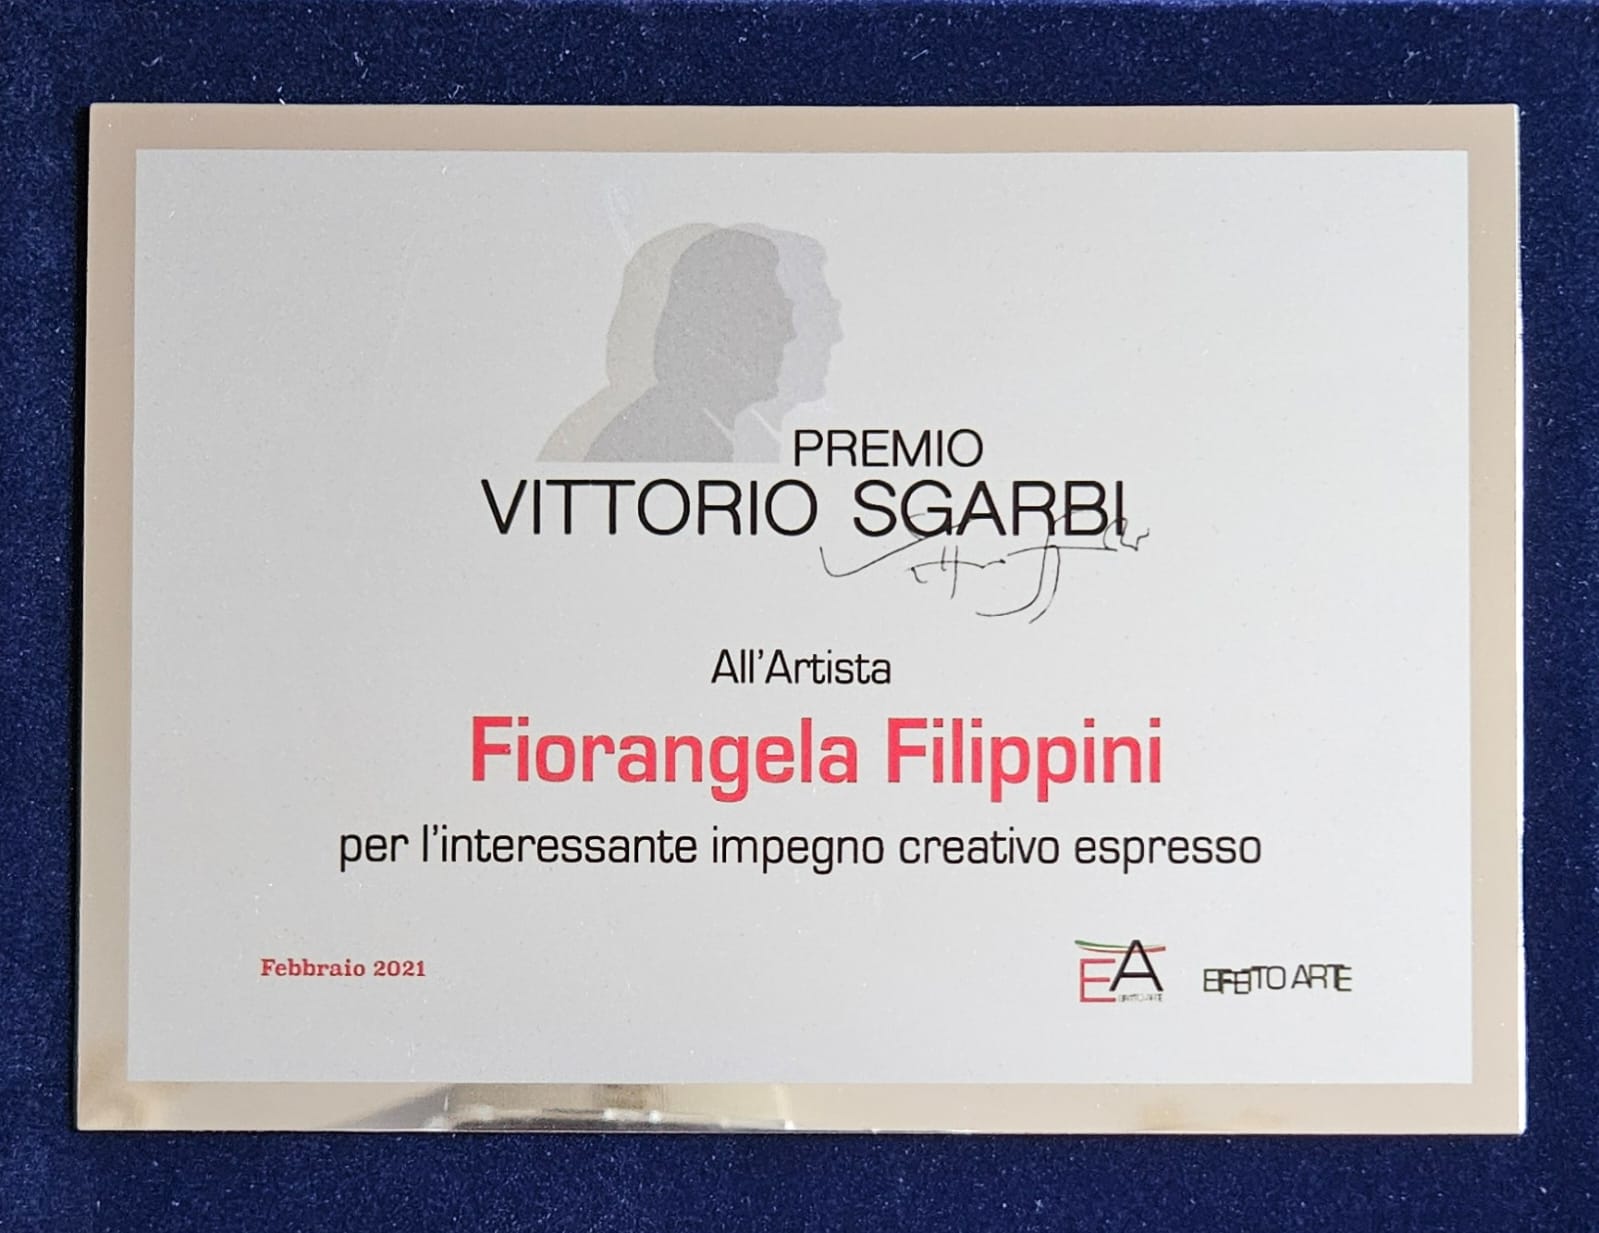 PREMIO
VITTORIO SGARBI
All'Artista
Fiorangela Filippini
per l'interessante impegno creativo espresso
Febbraio 2021
EA
EFFETTO ARTE